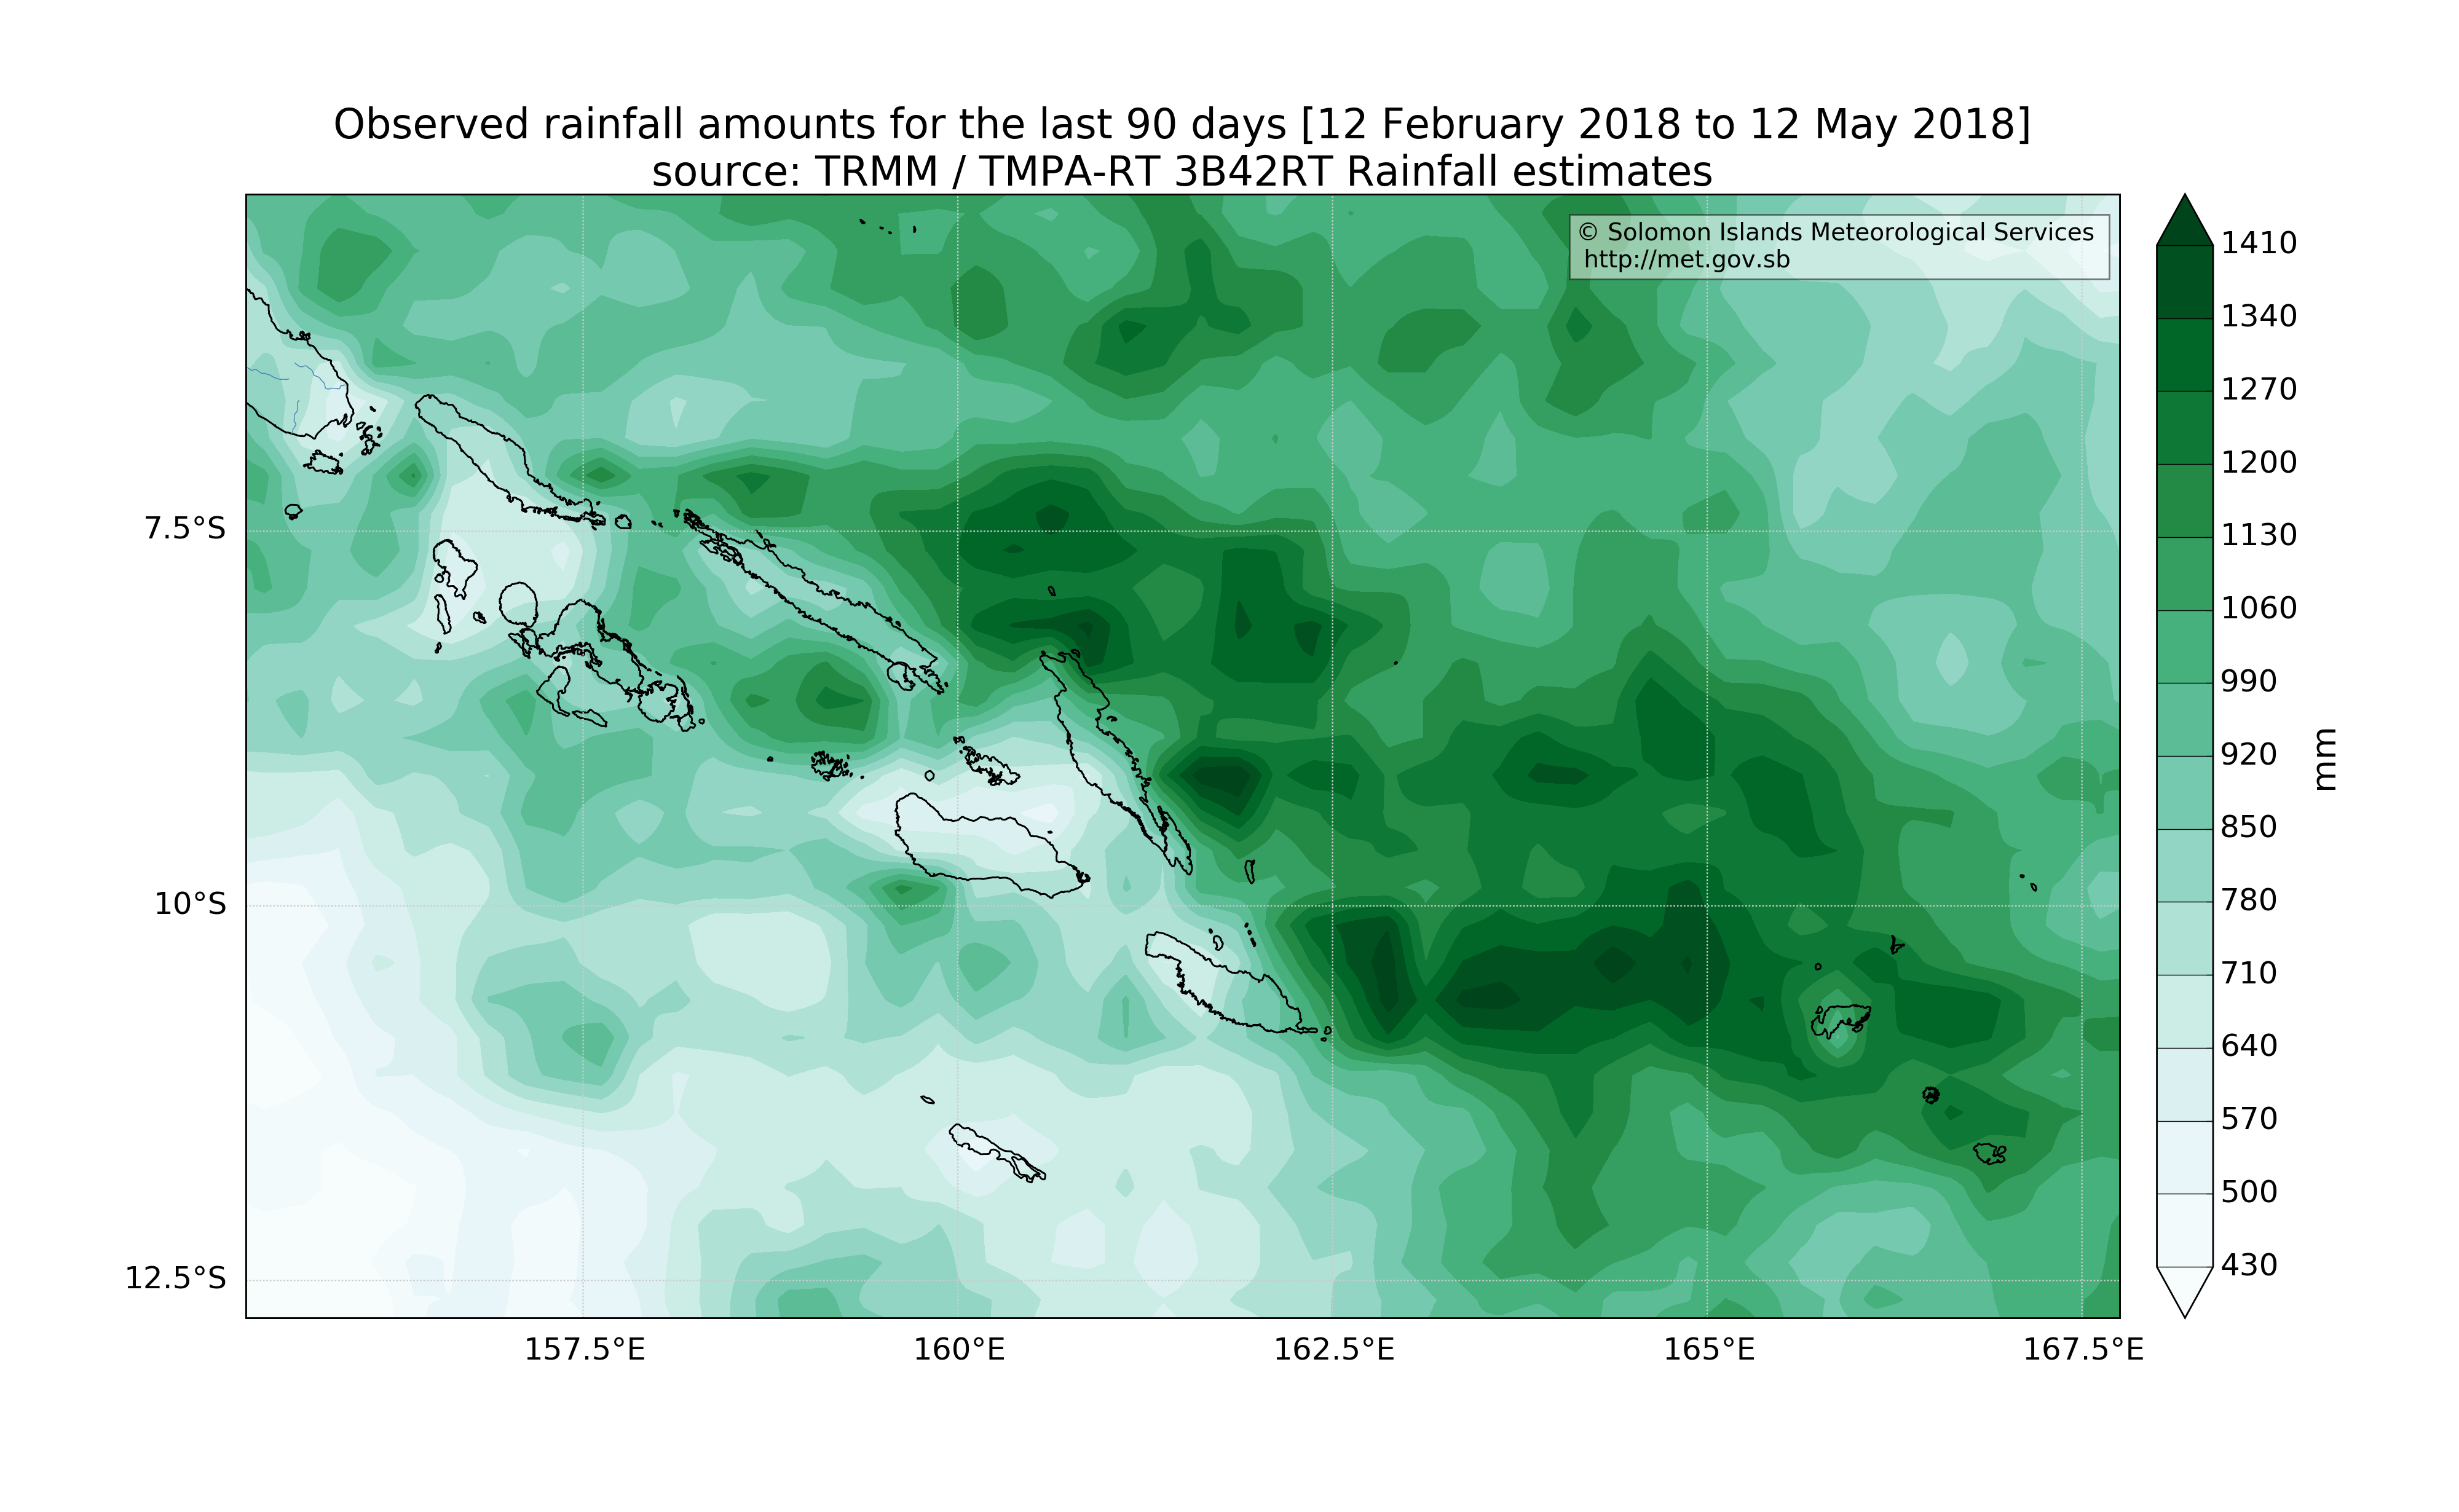 Observed rainfall amounts for the last 90 days [12 February 2018 to 12 May 2018]
source: TRMM / TMPA-RT 3B42RT Rainfall estimates
© Solomon Islands Meteorological Services
http://met.gov.sb
7.5°S
10°S
12.5°S
157.5°E
160°E
162.5°E
165°E
167.5°E
1410
1340
1270
1200
1130
1060
990
920
850
780
710
640
570
500
430
mm